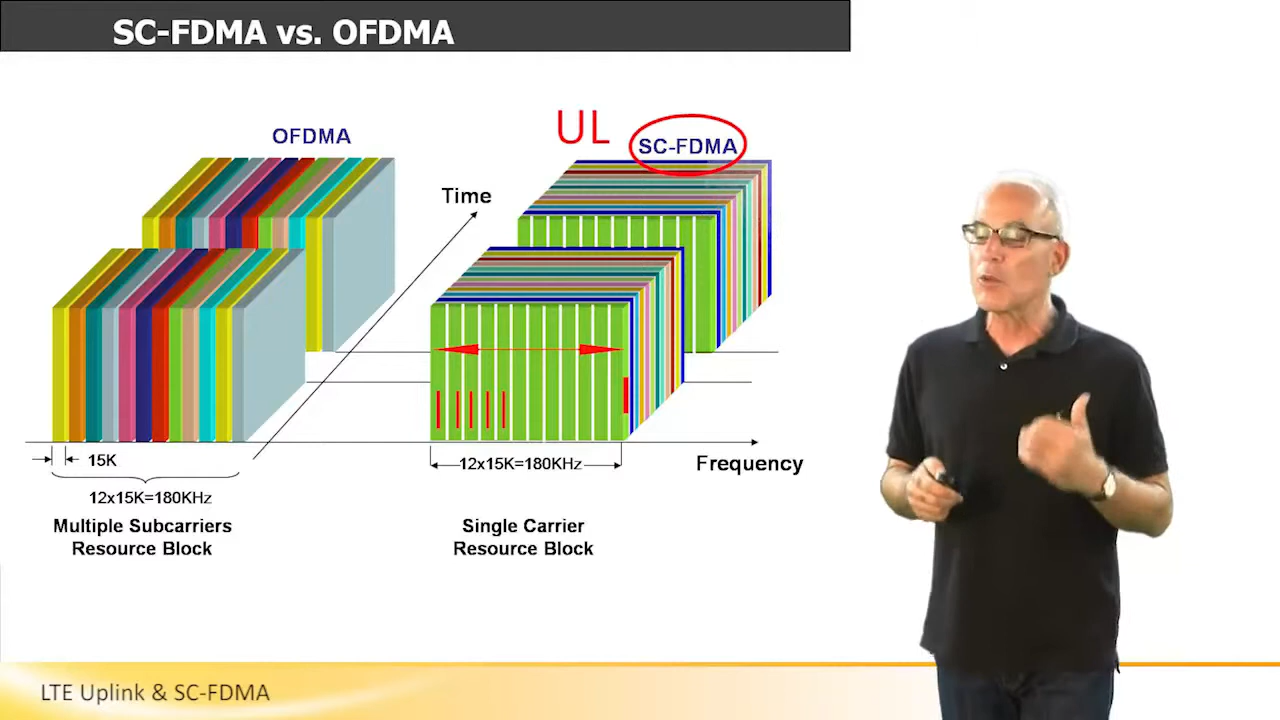 SC-FDMA vs. OFDMA
OFDMA
UL
SC-FDMA
Time
15K
12x15K=180KHz
Multiple Subcarriers
Resource Block
12x15K=180KHz
Frequency
Single Carrier
Resource Block
LTE Uplink & SC-FDMA